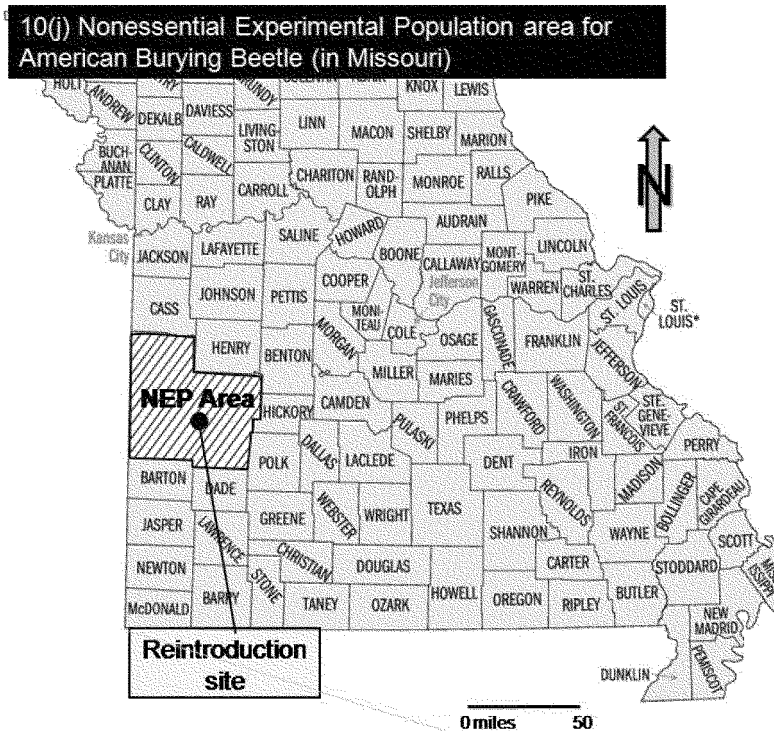 10(j) Nonessential Experimental Population area for
American Burying Beetle (in Missouri)
HOLT
ANDREW
DEKALB
DAVIESS
LINN
MACON
KNOX
LEWIS
SHELBY
MARION
LIVING-
STON
BUCH-
ANAN
CLINTON
CALDWELL
CHARITON
RAND-
OLPH
MONROE
RALLS
PIKE
PLATTE
CLAY
RAY
CARROLL
AUDRAIN
N
Kansas
City
JACKSON
LAFAYETTE
SALINE
HOWARD
BOONE
CALLAWAY
Jefferson
City
MONT-
GOMERY
LINCOLN
WARREN
ST.
CHARLES
ST. LOUIS
ST.
LOUIS*
CASS
JOHNSON
PETTIS
COOPER
MONI-
TEAU
COLE
OSAGE
GASCONADE
FRANKLIN
JEFFERSON
HENRY
BENTON
MORGAN
MILLER
MARIES
NEP Area
HICKORY
CAMDEN
PULASKI
PHELPS
CRAWFORD
WASHINGTON
ST.
FRANCOIS
STE.
GENE-
VIEVE
PERRY
BARTON
DADE
POLK
DALLAS
LACLEDE
DENT
IRON
REYNOLDS
MADISON
BOLLINGER
CAPE
GIRARDEAU
JASPER
LAWRENCE
GREENE
WEBSTER
WRIGHT
TEXAS
SHANNON
WAYNE
SCOTT
NEWTON
CHRISTIAN
DOUGLAS
CARTER
STODDARD
MISS-
ISSIPPI
McDONALD
BARRY
STONE
TANEY
OZARK
HOWELL
OREGON
RIPLEY
BUTLER
NEW
MADRID
PEMISCOT
DUNKLIN
Reintroduction
site
0 miles 50